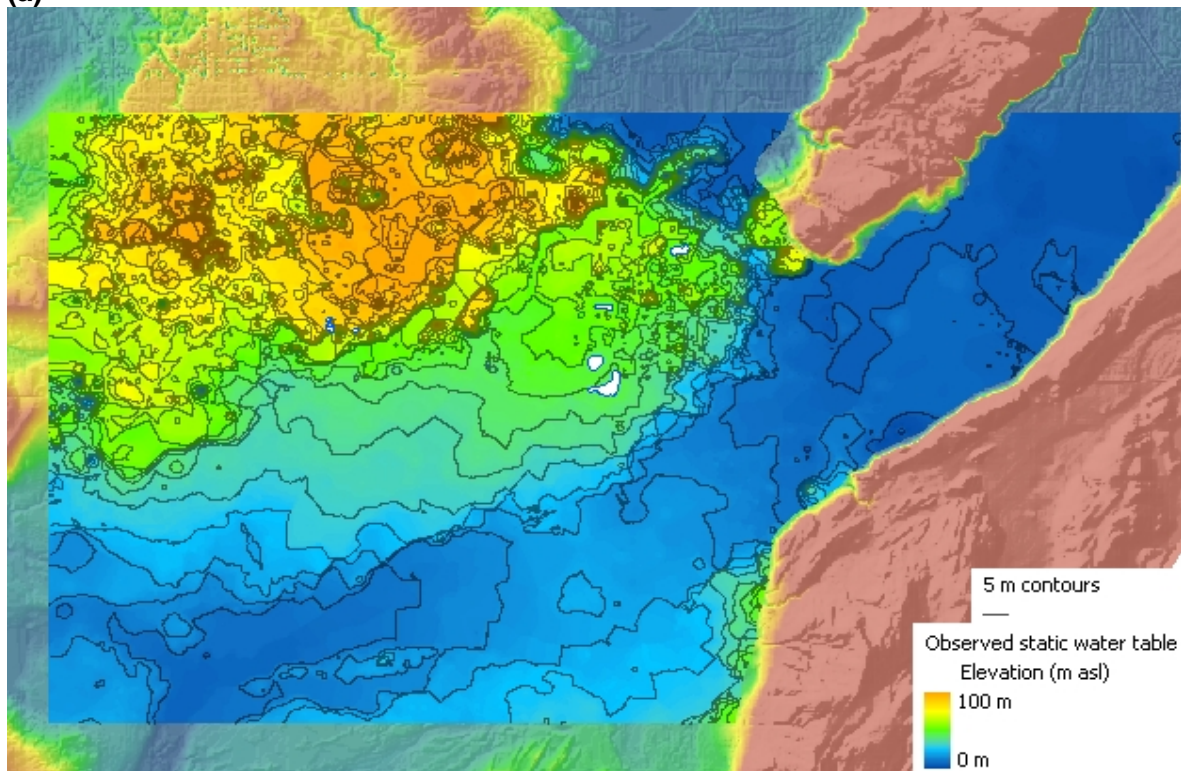 (a)
5 m contours
Observed static water table
Elevation (m asl)
100 m
0 m